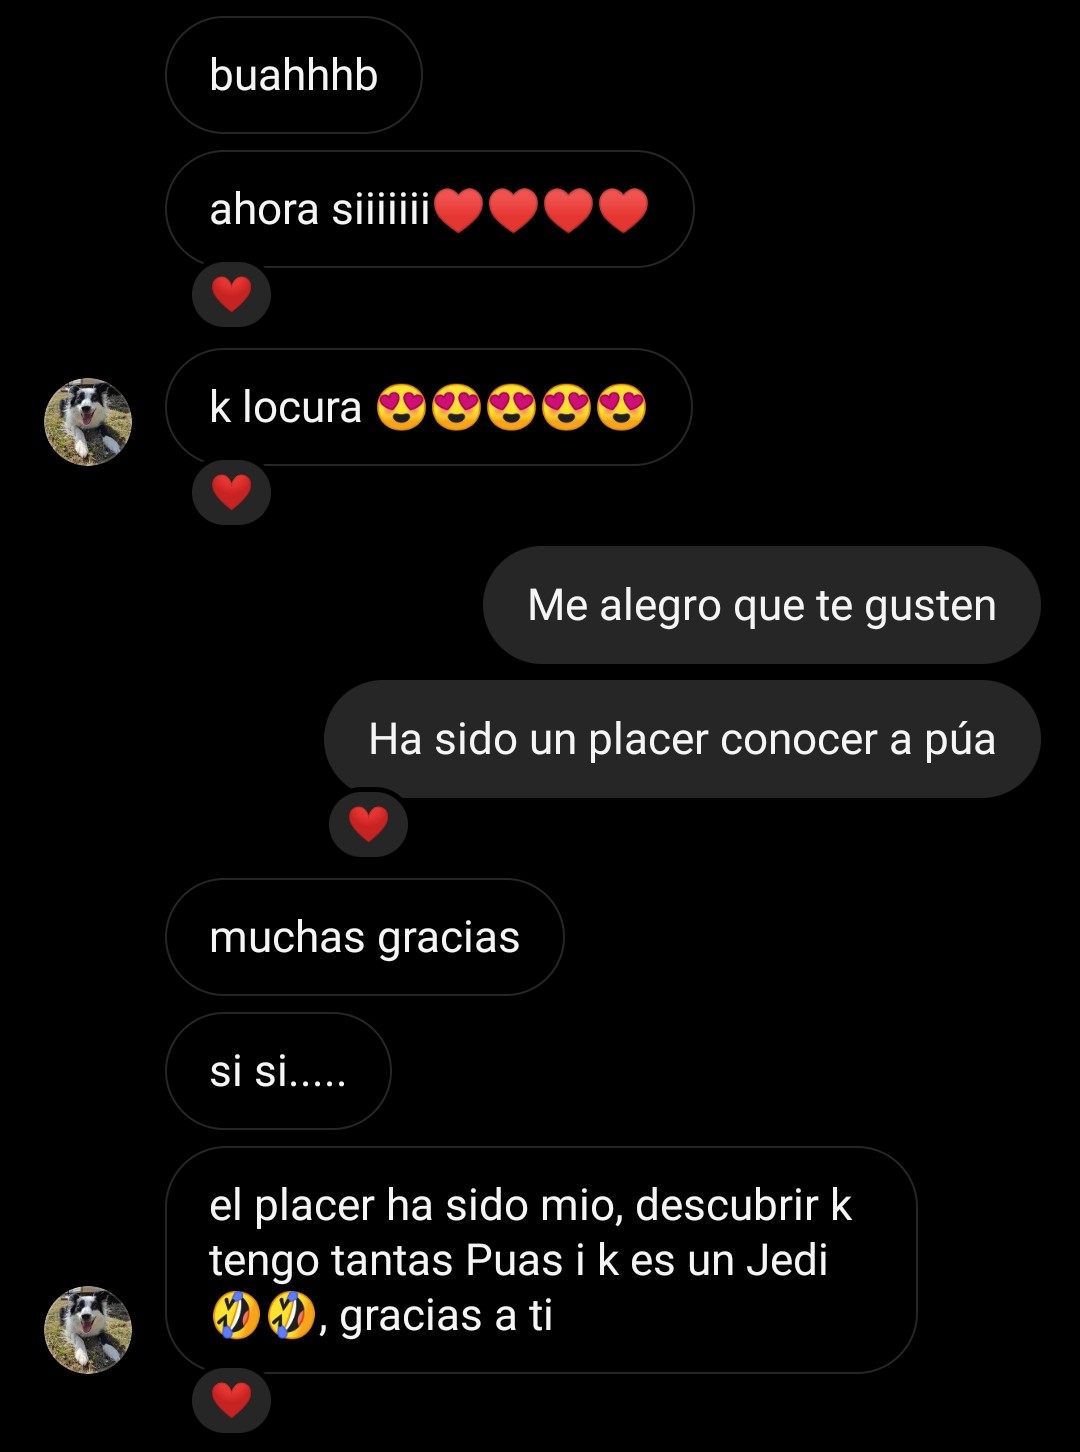 buahhhb
ahora siiiiiii❤️❤️❤️❤️
k locura 😍😍😍😍😍
Me alegro que te gusten
Ha sido un placer conocer a púa
muchas gracias
si si.....
el placer ha sido mio, descubrir k
tengo tantas Puas i k es un Jedi
🤣🤣, gracias a ti